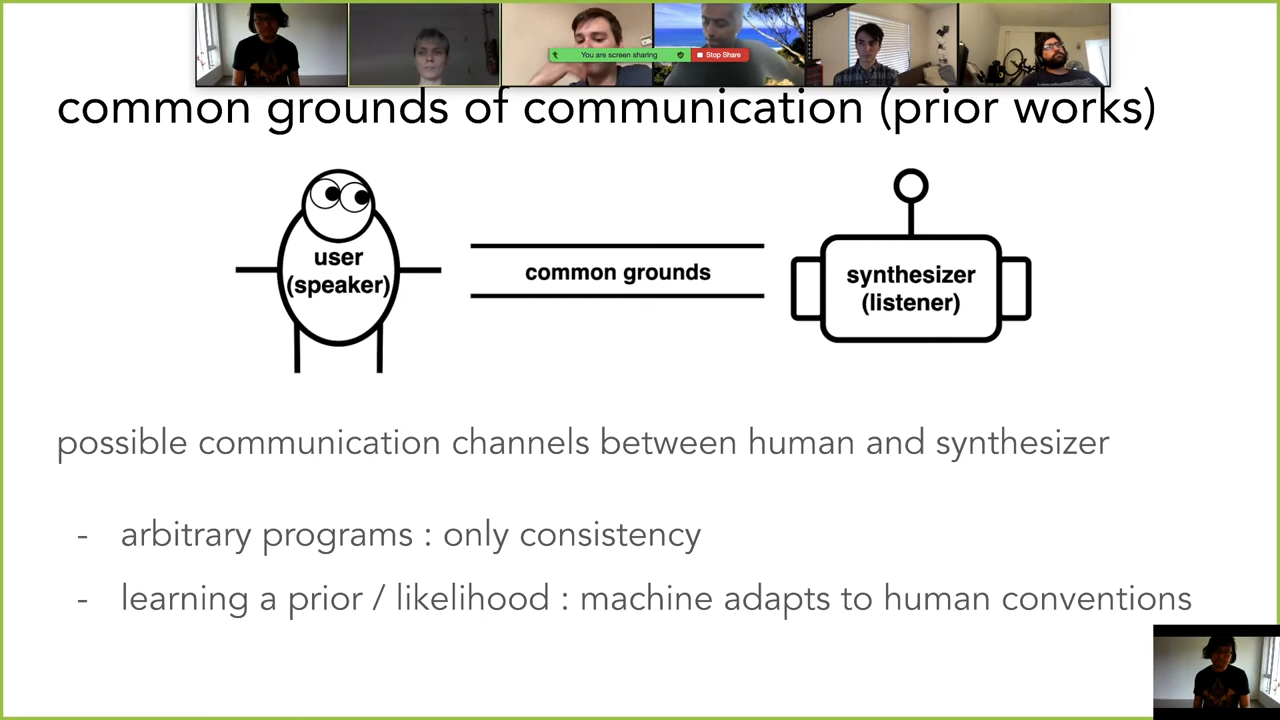 You are screen sharing
Stop Share
common grounds of communication (prior works)
user
(speaker)
common grounds
synthesizer
(listener)
possible communication channels between human and synthesizer
- arbitrary programs : only consistency
- learning a prior / likelihood : machine adapts to human conventions